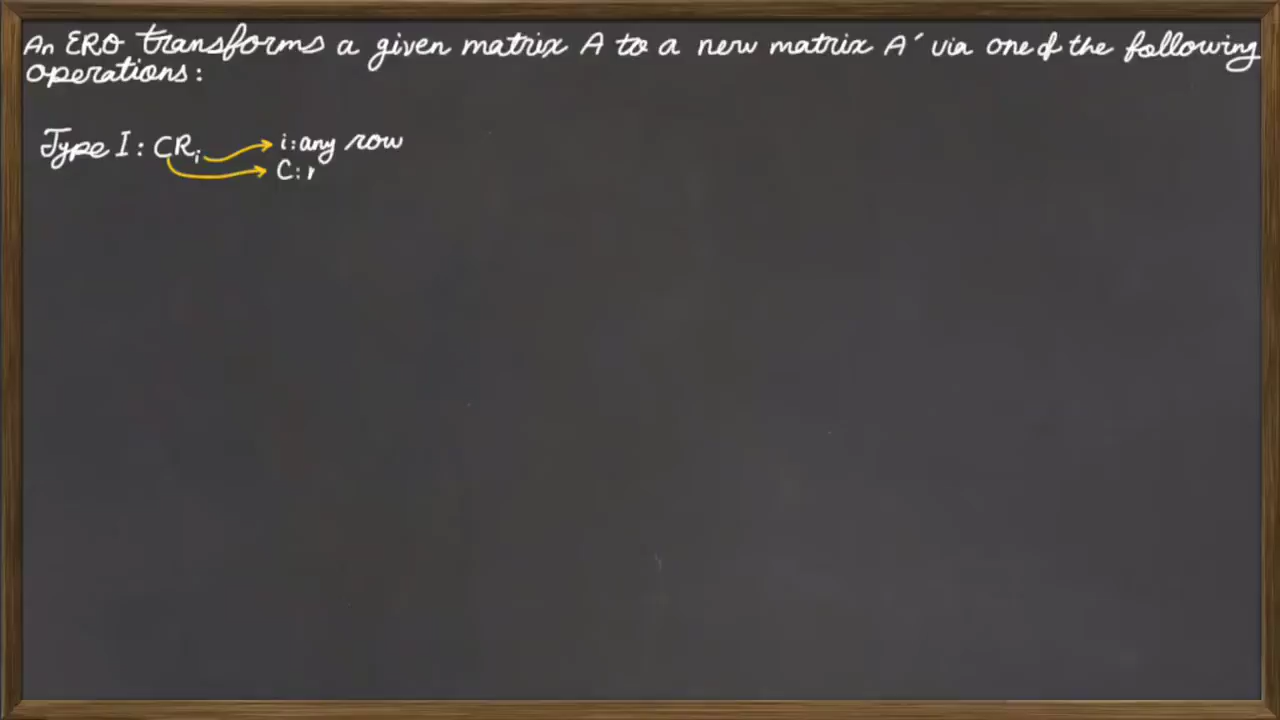 An ERO transforms a given matrix A to a new matrix A′ via one of the following
operations:
Type I: CRᵢ i: any row
C: